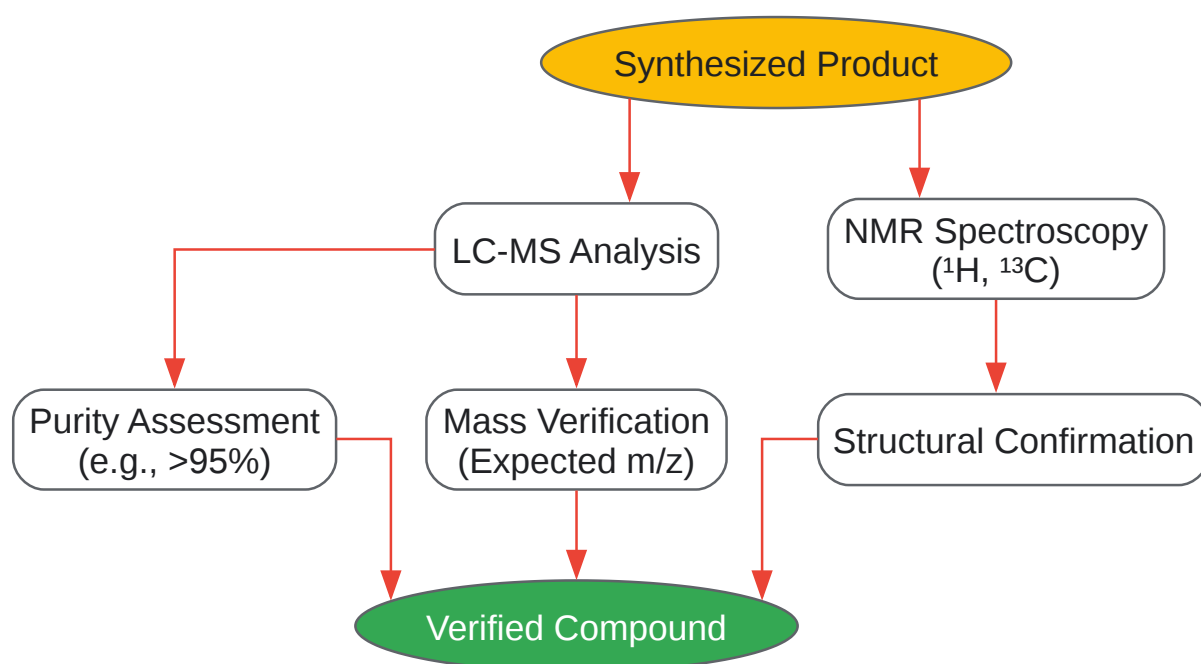 Synthesized Product
LC-MS Analysis
NMR Spectroscopy
(¹H, ¹³C)
Purity Assessment
(e.g., >95%)
Mass Verification
(Expected m/z)
Structural Confirmation
Verified Compound